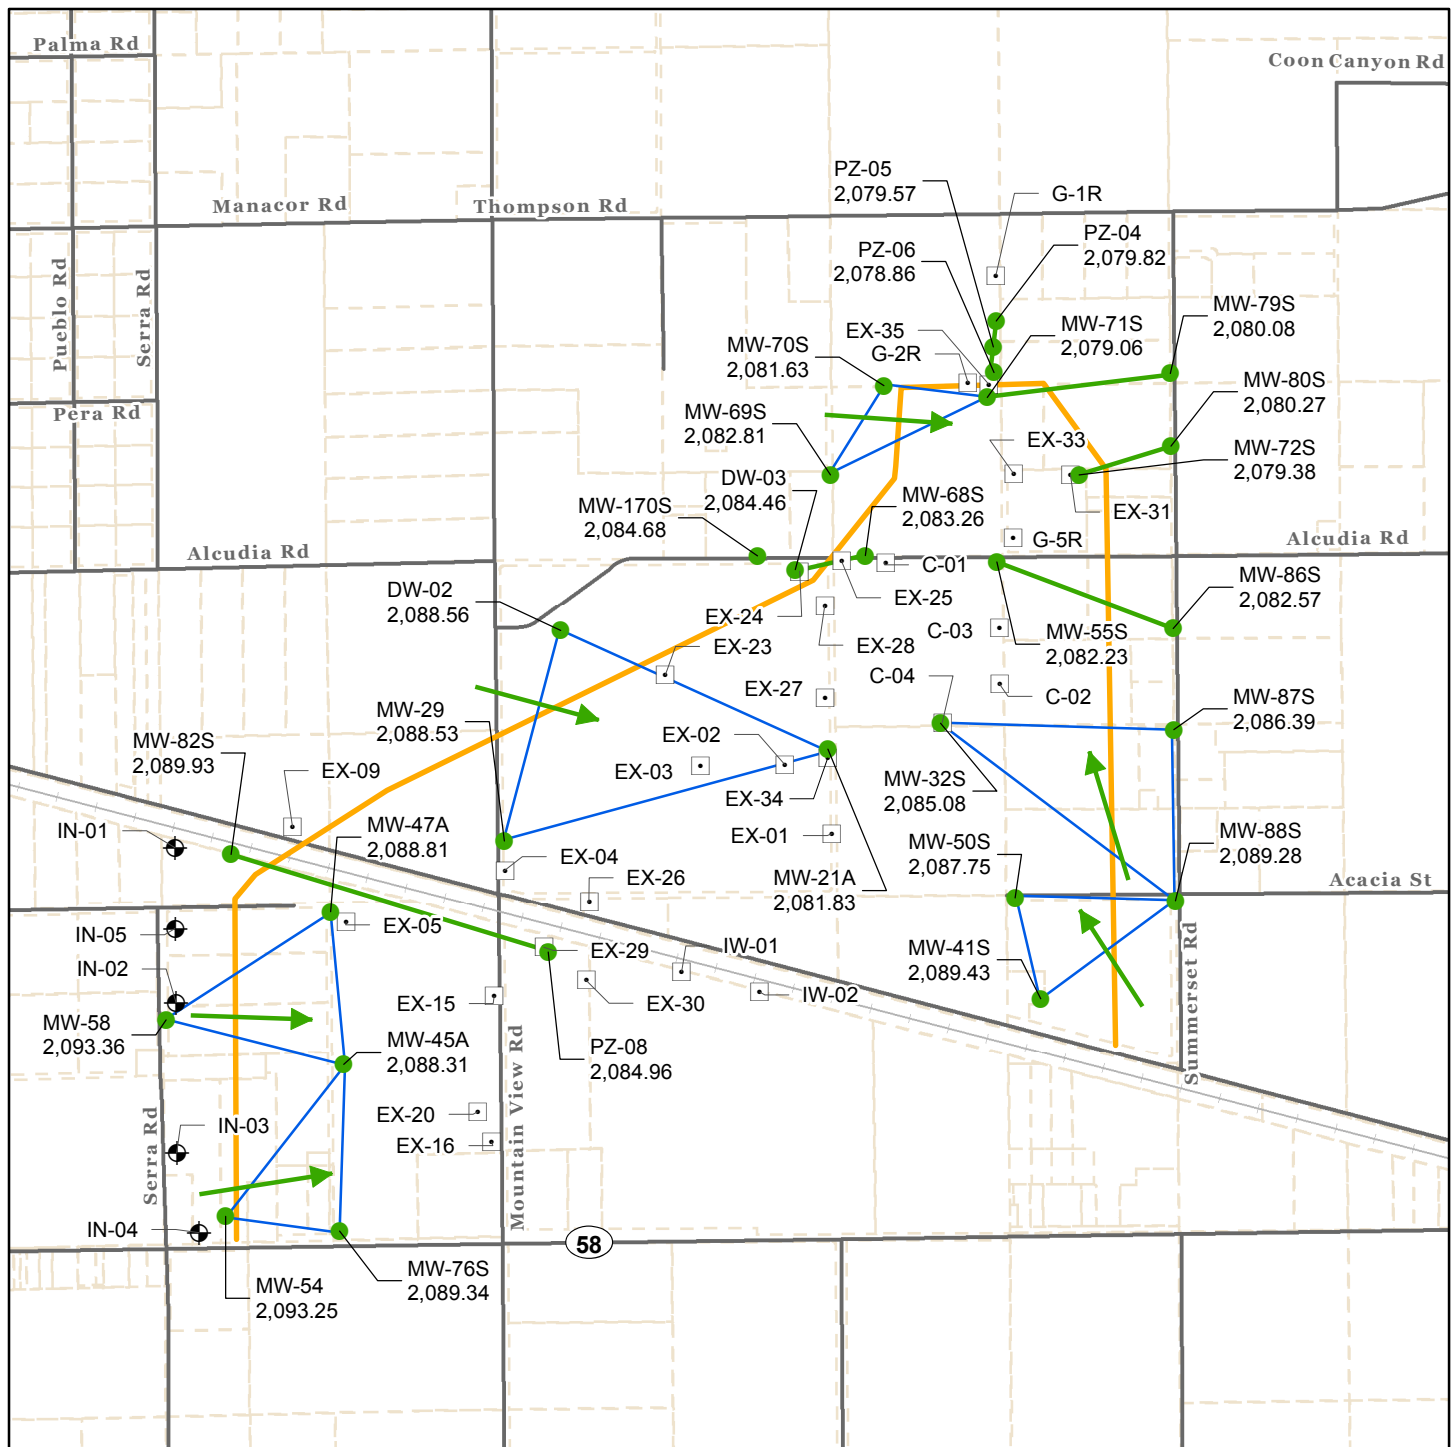 Palma Rd
Coon Canyon Rd
PZ-05
2,079.57
G-1R
Manacor Rd
Thompson Rd
PZ-04
2,079.82
PZ-06
2,078.86
Pueblo Rd
Serra Rd
MW-79S
2,080.08
EX-35
MW-71S
2,079.06
MW-70S
2,081.63
G-2R
MW-80S
2,080.27
Pera Rd
MW-69S
2,082.81
EX-33
MW-72S
2,079.38
DW-03
2,084.46
MW-68S
2,083.26
MW-170S
2,084.68
EX-31
G-5R
Alcudia Rd
Alcudia Rd
C-01
MW-86S
2,082.57
DW-02
2,088.56
EX-25
EX-24
C-03
MW-55S
2,082.23
EX-23
EX-28
C-04
EX-27
C-02
MW-87S
2,086.39
MW-29
2,088.53
EX-02
MW-82S
2,089.93
EX-09
EX-03
MW-32S
2,085.08
EX-34
IN-01
MW-47A
2,088.81
EX-01
MW-50S
2,087.75
MW-88S
2,089.28
EX-04
EX-26
MW-21A
2,081.83
Acacia St
EX-05
IN-05
EX-29
IW-01
MW-41S
2,089.43
IN-02
EX-15
EX-30
IW-02
MW-58
2,093.36
MW-45A
2,088.31
PZ-08
2,084.96
Summerset Rd
Mountain View Rd
EX-20
IN-03
EX-16
Serra Rd
IN-04
58
MW-54
2,093.25
MW-76S
2,089.34